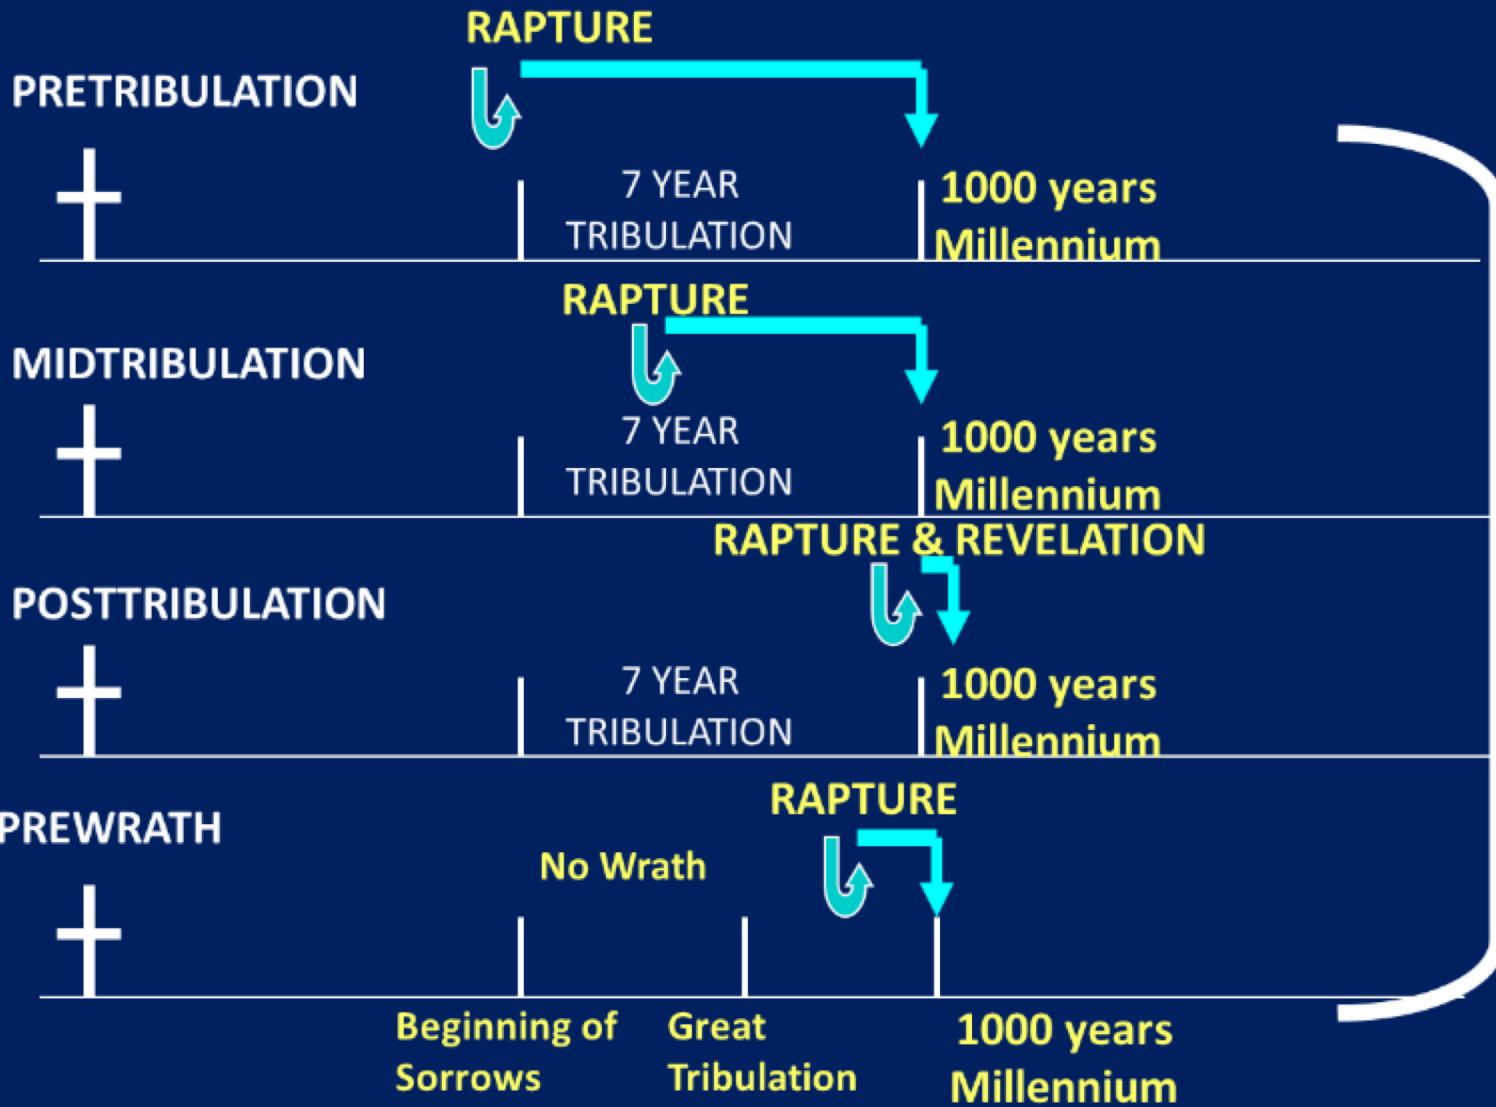 RAPTURE
PRETRIBULATION
7 YEAR
TRIBULATION
1000 years
Millennium
RAPTURE
MIDTRIBULATION
7 YEAR
TRIBULATION
1000 years
Millennium
RAPTURE & REVELATION
POSTTRIBULATION
7 YEAR
TRIBULATION
1000 years
Millennium
RAPTURE
PREWRATH
No Wrath
Beginning of
Sorrows
Great
Tribulation
1000 years
Millennium